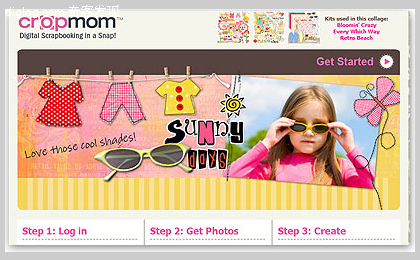 cropmom™
Digital Scrapbooking in a Snap!
Kits used in this collage:
Bloomin' Crazy
Every Which Way
Retro Beach
Get Started
SuNNy
days
Love those cool shades!
Step 1: Log in
Step 2: Get Photos
Step 3: Create